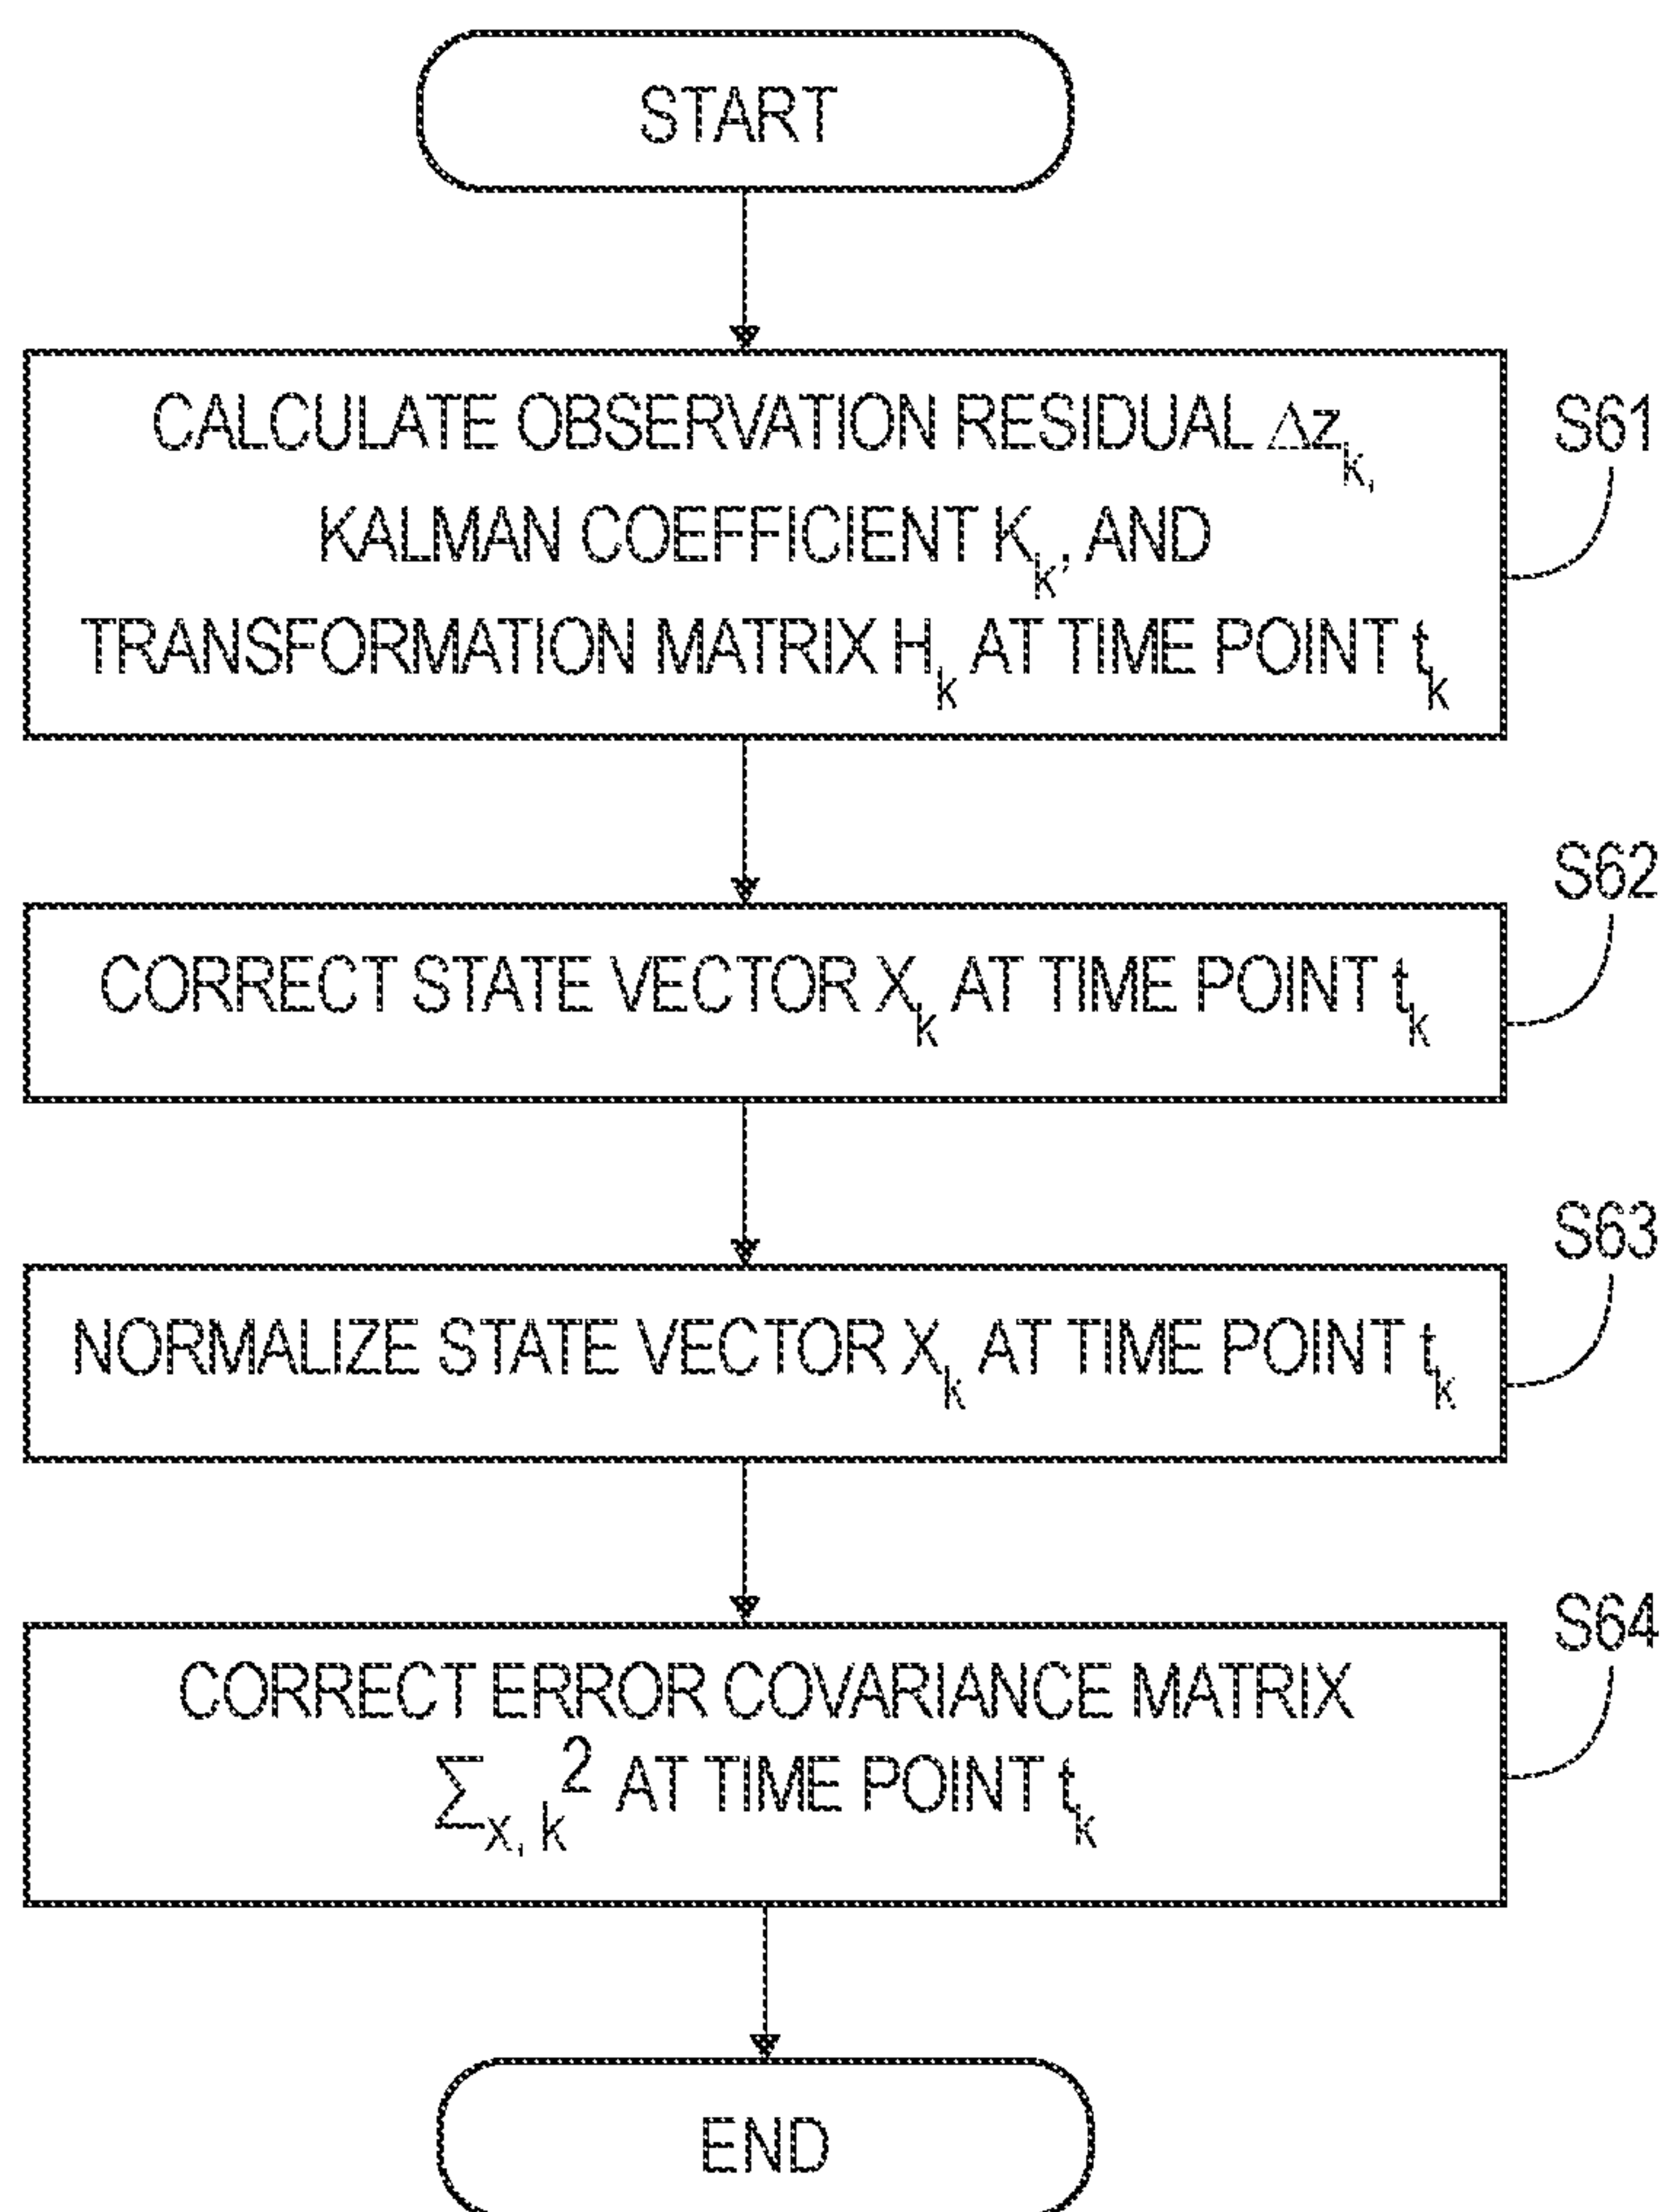 START
CALCULATE OBSERVATION RESIDUAL Δz_k,
S61
KALMAN COEFFICIENT K_k, AND
TRANSFORMATION MATRIX H_k AT TIME POINT t_k
S62
CORRECT STATE VECTOR X_k AT TIME POINT t_k
S63
NORMALIZE STATE VECTOR X_k AT TIME POINT t_k
S64
CORRECT ERROR COVARIANCE MATRIX
Σ_x, k^2 AT TIME POINT t_k
END